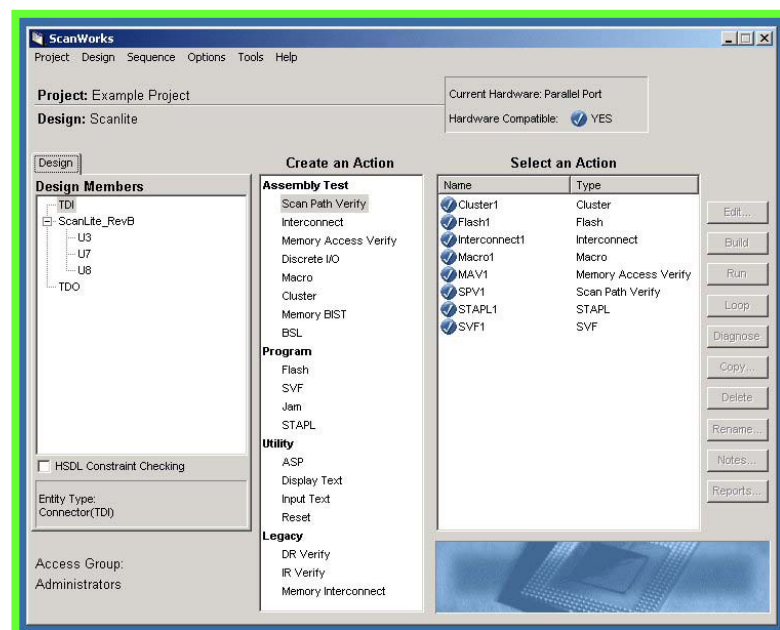 ScanWorks
Project Design Sequence Options Tools Help
Project: Example Project
Design: Scanlite
Current Hardware: Parallel Port
Hardware Compatible: YES
Design
Design Members
TDI
ScanLite_RevB
U3
U7
U8
TDO
HSDL Constraint Checking
Entity Type:
Connector(TDI)
Access Group:
Administrators
Create an Action
Assembly Test
Scan Path Verify
Interconnect
Memory Access Verify
Discrete I/O
Macro
Cluster
Memory BIST
BSL
Program
Flash
SVF
Jam
STAPL
Utility
ASP
Display Text
Input Text
Reset
Legacy
DR Verify
IR Verify
Memory Interconnect
Select an Action
Name Type
Cluster1 Cluster
Flash1 Flash
Interconnect1 Interconnect
Macro1 Macro
MAV1 Memory Access Verify
SPV1 Scan Path Verify
STAPL1 STAPL
SVF1 SVF
Edit...
Build
Run
Loop
Diagnose
Copy...
Delete
Rename...
Notes...
Reports...